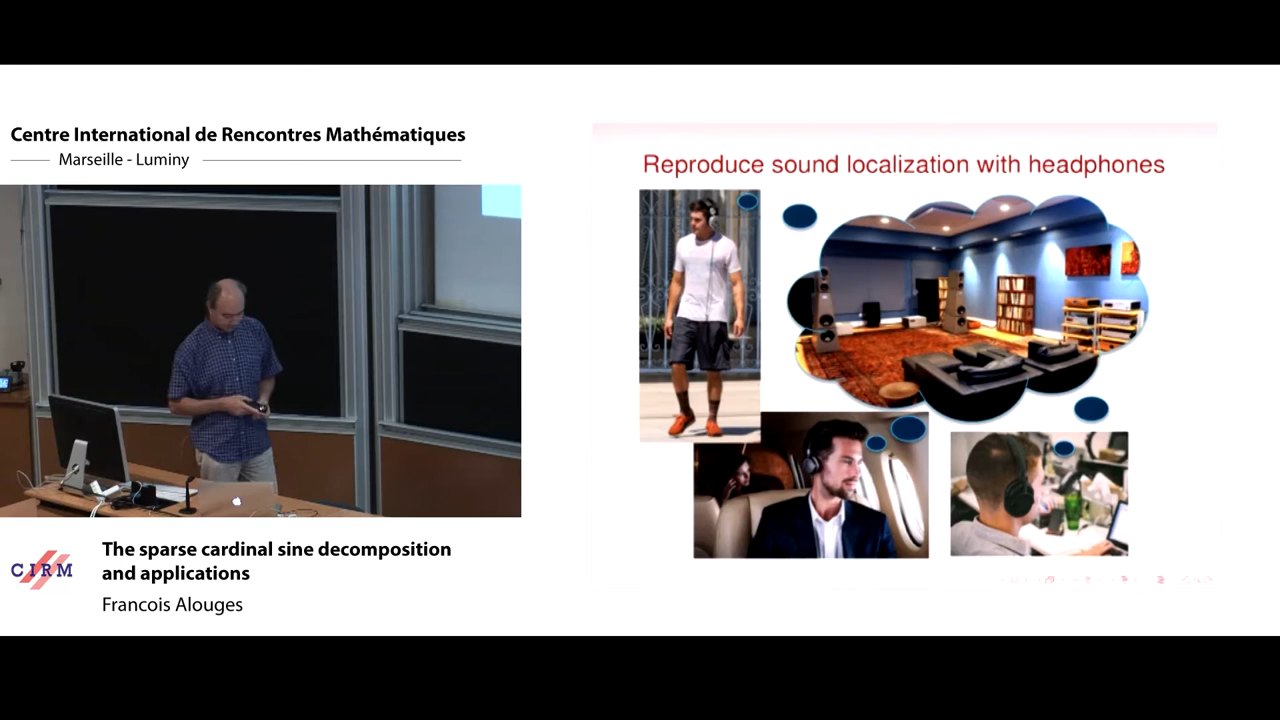 Centre International de Rencontres Mathématiques
Marseille - Luminy
Reproduce sound localization with headphones
CIRM
The sparse cardinal sine decomposition
and applications
Francois Alouges